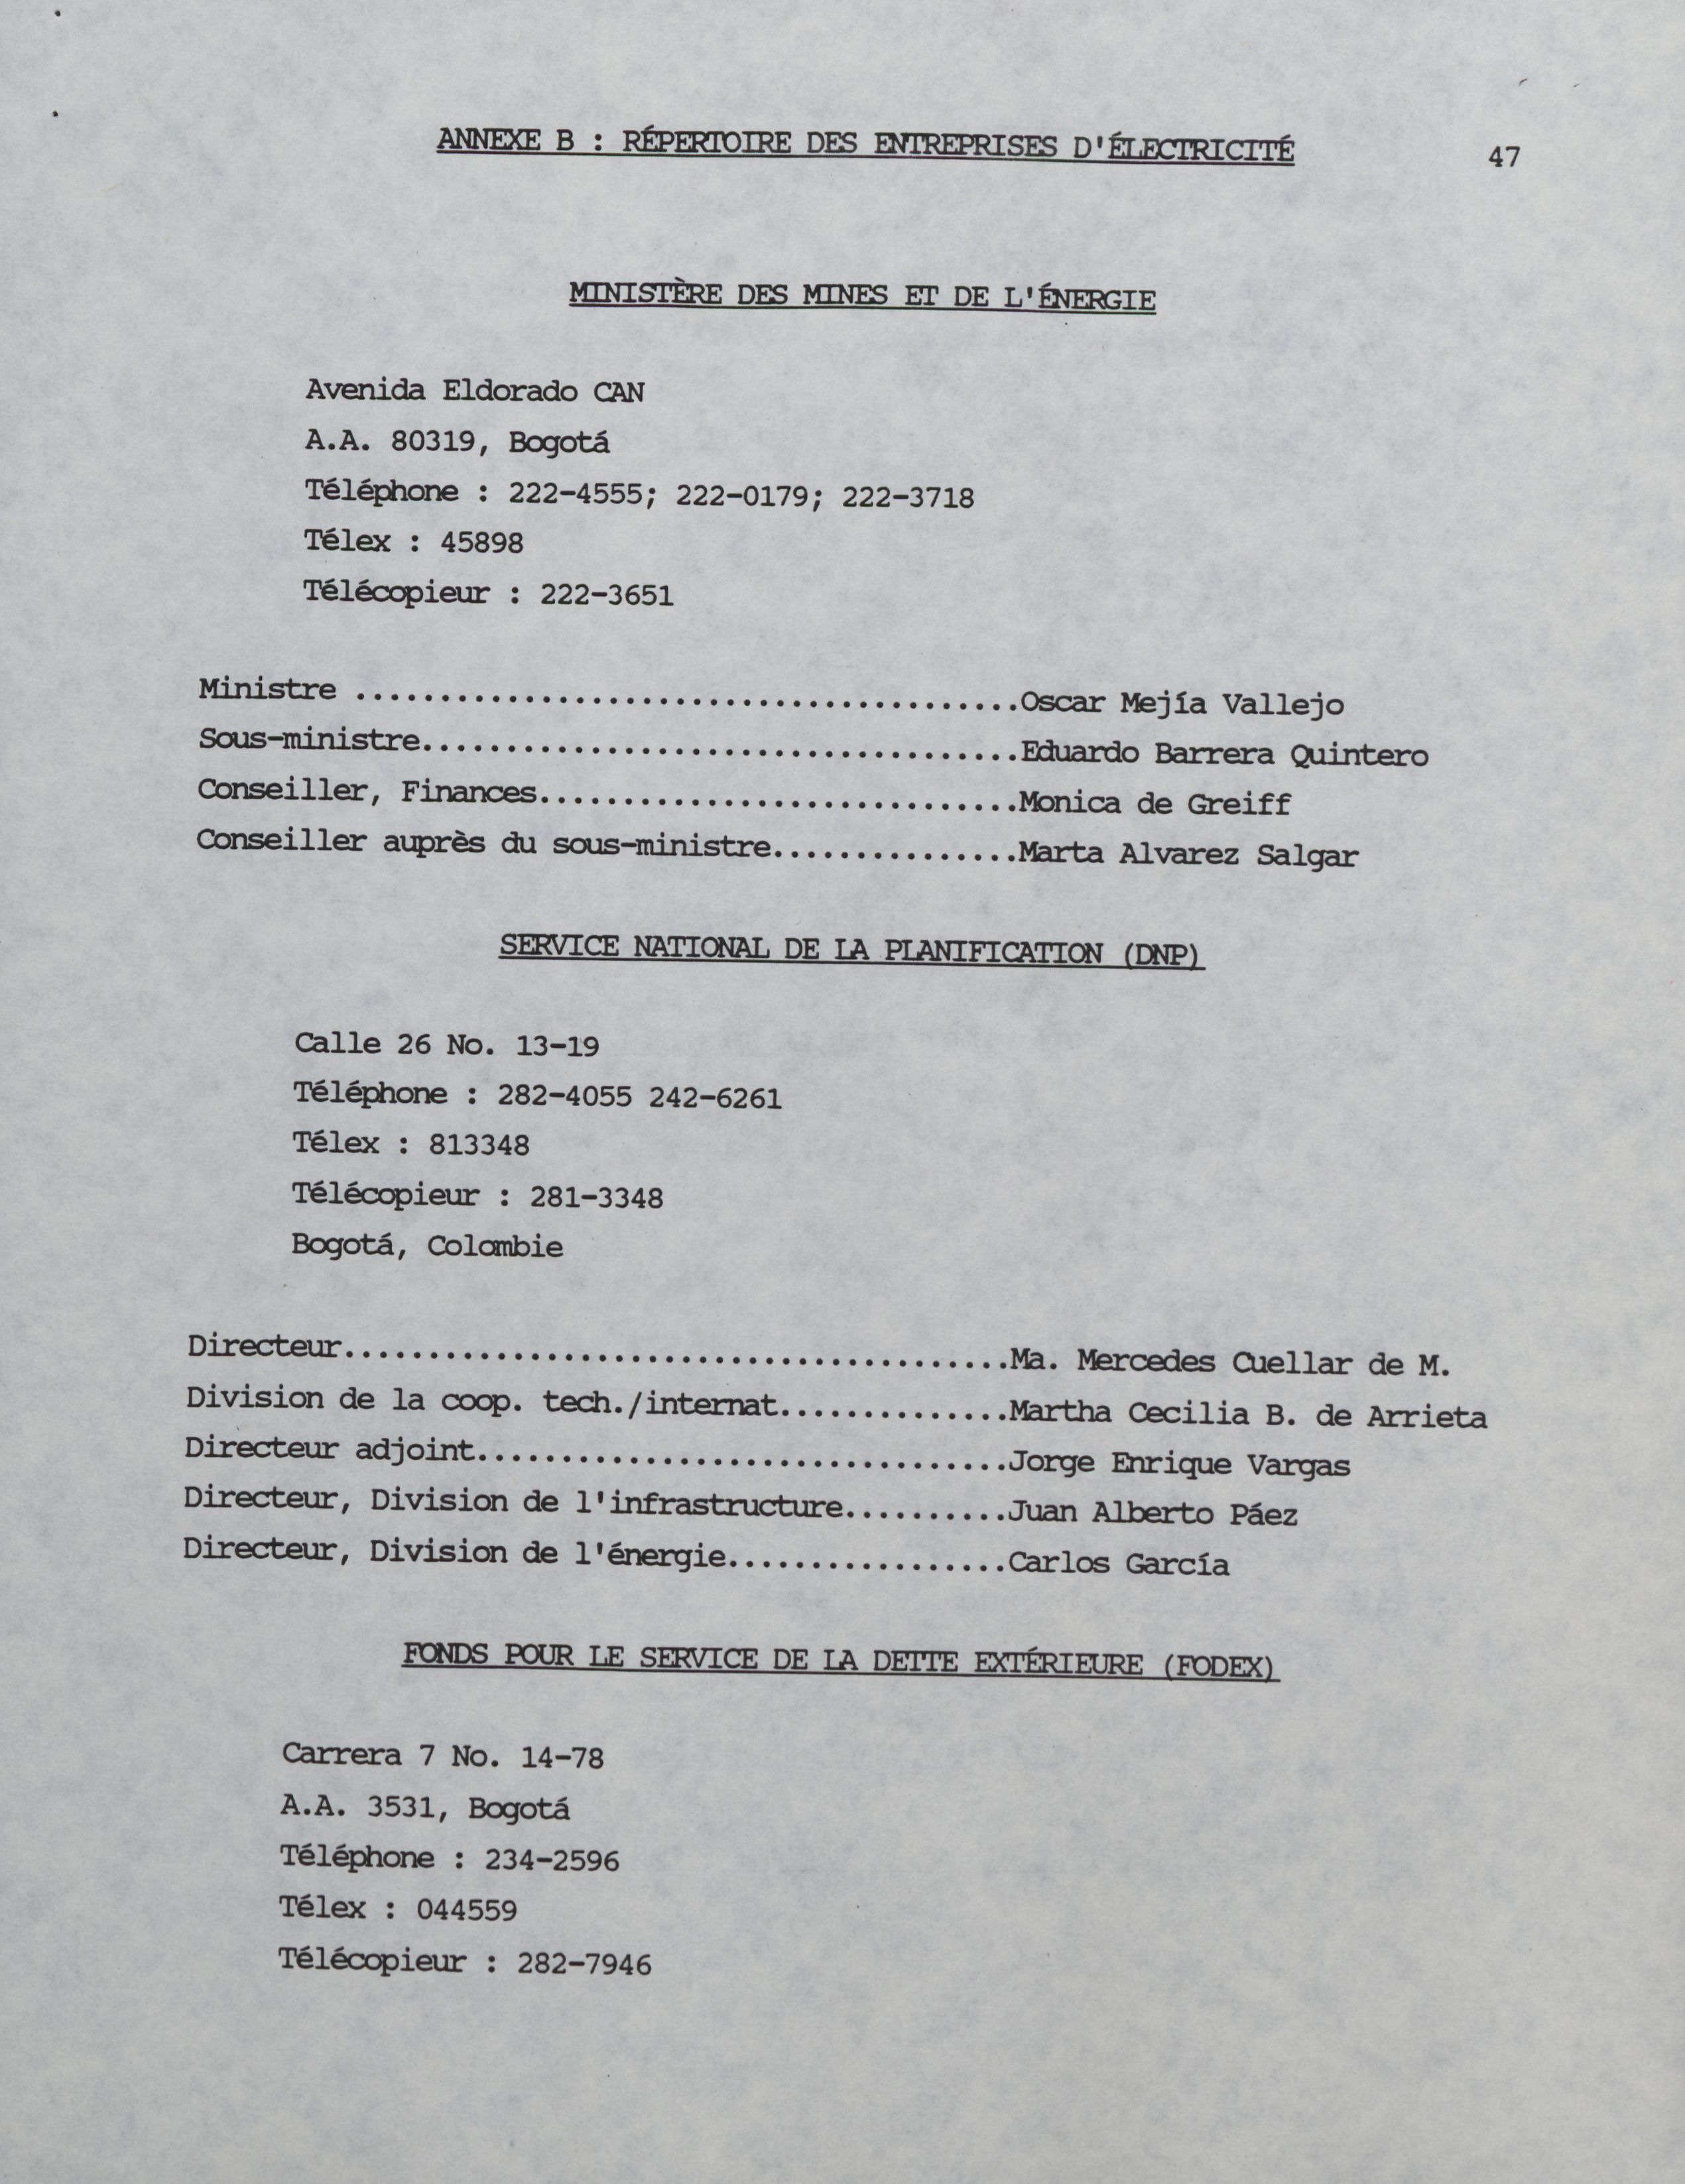 ANNEXE B : RÉPERTOIRE DES ENTREPRISES D'ÉLECTRICITÉ 47
MINISTÈRE DES MINES ET DE L'ÉNERGIE
Avenida Eldorado CAN
A.A. 80319, Bogotá
Téléphone : 222-4555; 222-0179; 222-3718
Télex : 45898
Télécopieur : 222-3651
Ministre ........................................Oscar Mejía Vallejo
Sous-ministre....................................Eduardo Barrera Quintero
Conseiller, Finances.............................Monica de Greiff
Conseiller auprès du sous-ministre...............Marta Alvarez Salgar
SERVICE NATIONAL DE LA PLANIFICATION (DNP)
Calle 26 No. 13-19
Téléphone : 282-4055 242-6261
Télex : 813348
Télécopieur : 281-3348
Bogotá, Colombie
Directeur........................................Ma. Mercedes Cuellar de M.
Division de la coop. tech./internat..............Martha Cecilia B. de Arrieta
Directeur adjoint................................Jorge Enrique Vargas
Directeur, Division de l'infrastructure..........Juan Alberto Páez
Directeur, Division de l'énergie.................Carlos García
FONDS POUR LE SERVICE DE LA DETTE EXTÉRIEURE (FODEX)
Carrera 7 No. 14-78
A.A. 3531, Bogotá
Téléphone : 234-2596
Télex : 044559
Télécopieur : 282-7946